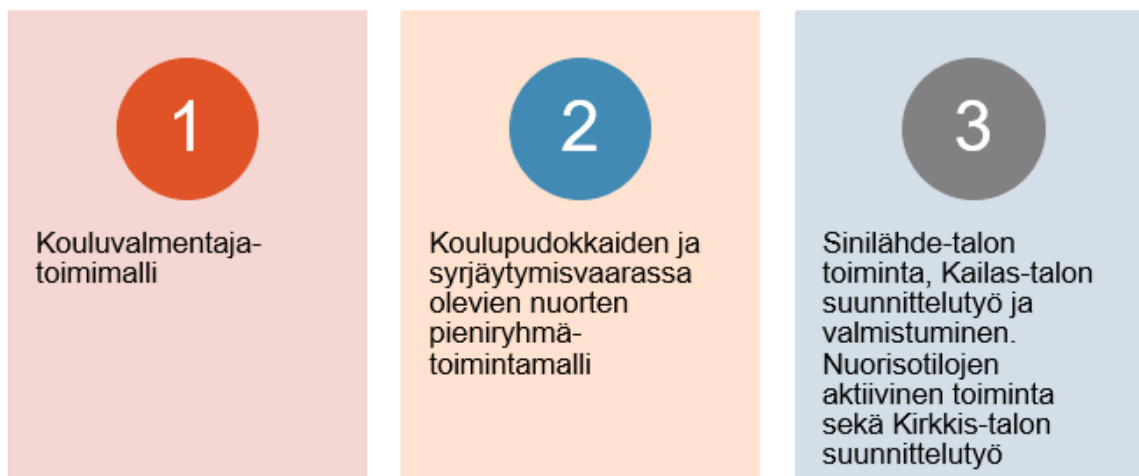 1
Kouluvalmentaja-
toimimalli
2
Koulupudokkaiden ja
syrjäytymisvaarassa
olevien nuorten
pieniryhmä-
toimintamalli
3
Sinilähde-talon
toiminta, Kailas-talon
suunnittelutyö ja
valmistuminen.
Nuorisotilojen
aktiivinen toiminta
sekä Kirkkis-talon
suunnittelutyö